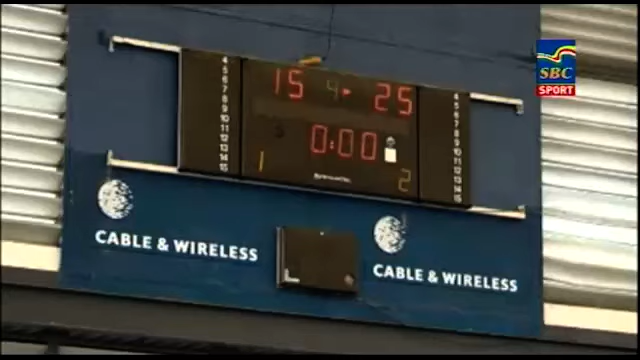 SBC
SPORT
15 4 25
0:00
1 2
4 4
5 5
6 6
7 7
8 8
9 9
10 10
11 11
12 12
13 13
14 14
15 15
CABLE & WIRELESS
CABLE & WIRELESS